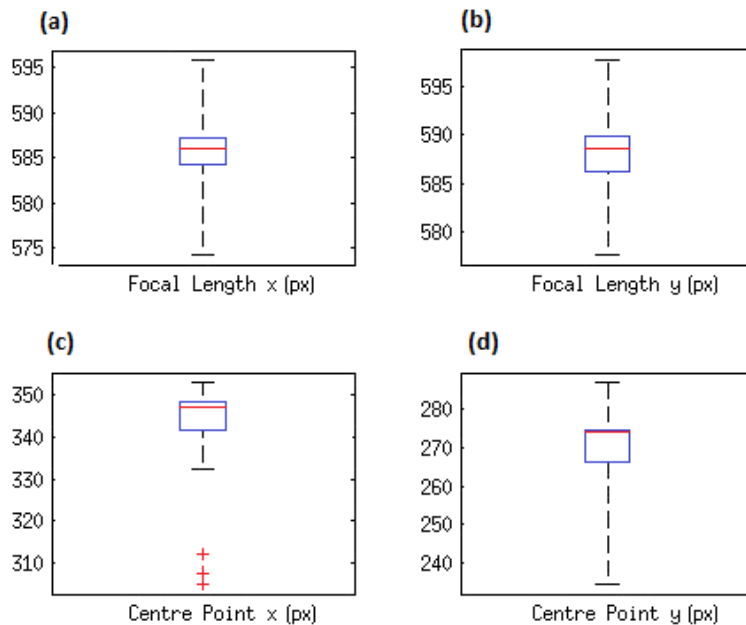 (a)
595
590
585
580
575
Focal Length x (px)
(b)
595
590
585
580
Focal Length y (px)
(c)
350
340
330
320
310
Centre Point x (px)
(d)
280
270
260
250
240
Centre Point y (px)